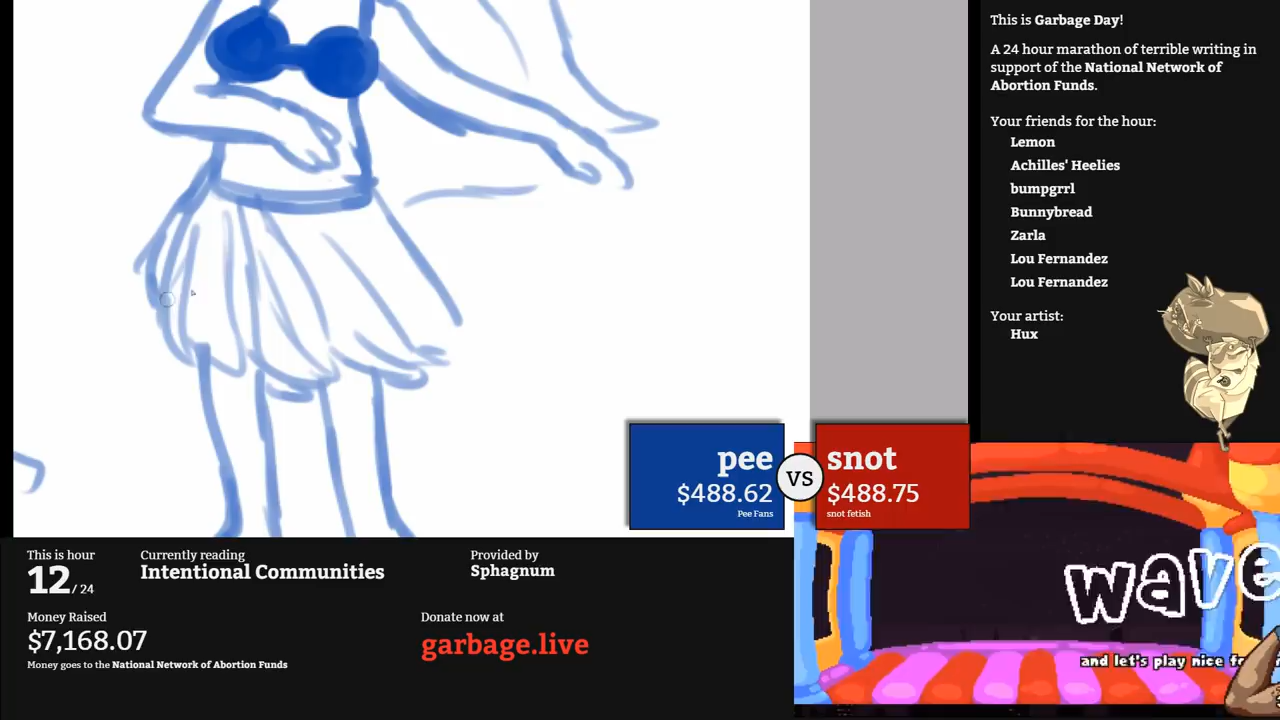 This is Garbage Day!
A 24 hour marathon of terrible writing in
support of the National Network of
Abortion Funds.
Your friends for the hour:
Lemon
Achilles' Heelies
bumpgrrl
Bunnybread
Zarla
Lou Fernandez
Lou Fernandez
Your artist:
Hux
pee
$488.62
Pee Fans
VS
snot
$488.75
snot fetish
This is hour
12/ 24
Currently reading
Intentional Communities
Provided by
Sphagnum
Money Raised
$7,168.07
Money goes to the National Network of Abortion Funds
Donate now at
garbage.live
wave
and let's play nice